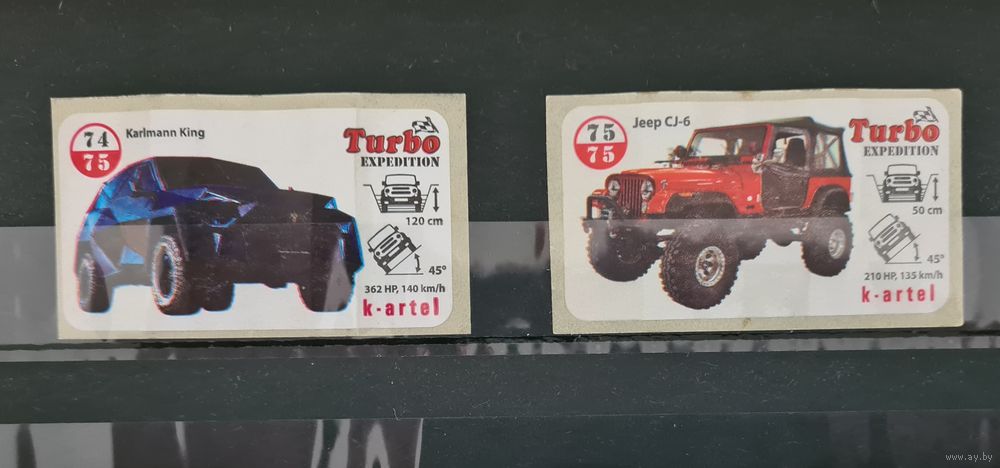 74
75
Karlmann King
Turbo
EXPEDITION
120 cm
45°
362 HP, 140 km/h
k-artel
75
75
Jeep CJ-6
Turbo
EXPEDITION
50 cm
45°
210 HP, 135 km/h
k-artel
www.ay.by